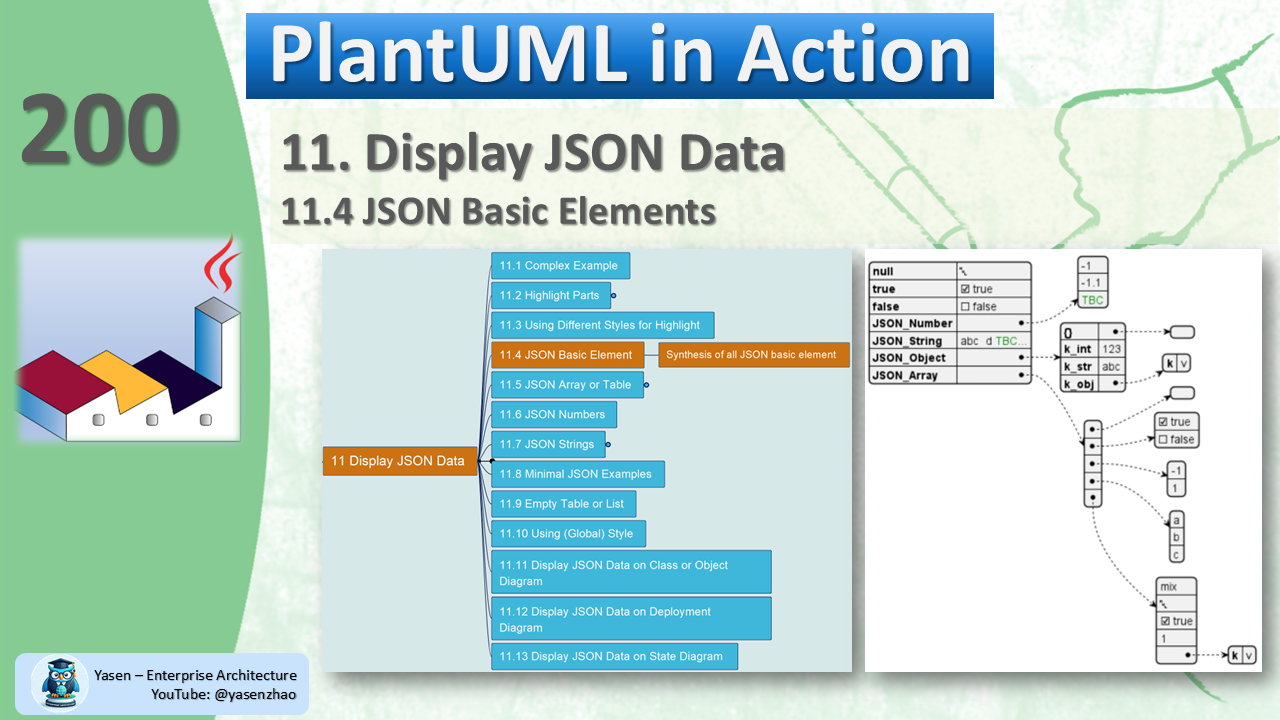 PlantUML in Action
200
11. Display JSON Data
11.4 JSON Basic Elements
11 Display JSON Data
11.1 Complex Example
11.2 Highlight Parts
11.3 Using Different Styles for Highlight
11.4 JSON Basic Element
Synthesis of all JSON basic element
11.5 JSON Array or Table
11.6 JSON Numbers
11.7 JSON Strings
11.8 Minimal JSON Examples
11.9 Empty Table or List
11.10 Using (Global) Style
11.11 Display JSON Data on Class or Object
Diagram
11.12 Display JSON Data on Deployment
Diagram
11.13 Display JSON Data on State Diagram
null
true ☑ true
false ☐ false
JSON_Number
JSON_String abc d TBC...
JSON_Object
JSON_Array
-1
-1.1
TBC
{}
k_int 123
k_str abc
k_obj
k v
☑ true
☐ false
-1
1
a
b
c
mix
☑ true
1
k v
Yasen – Enterprise Architecture
YouTube: @yasenzhao